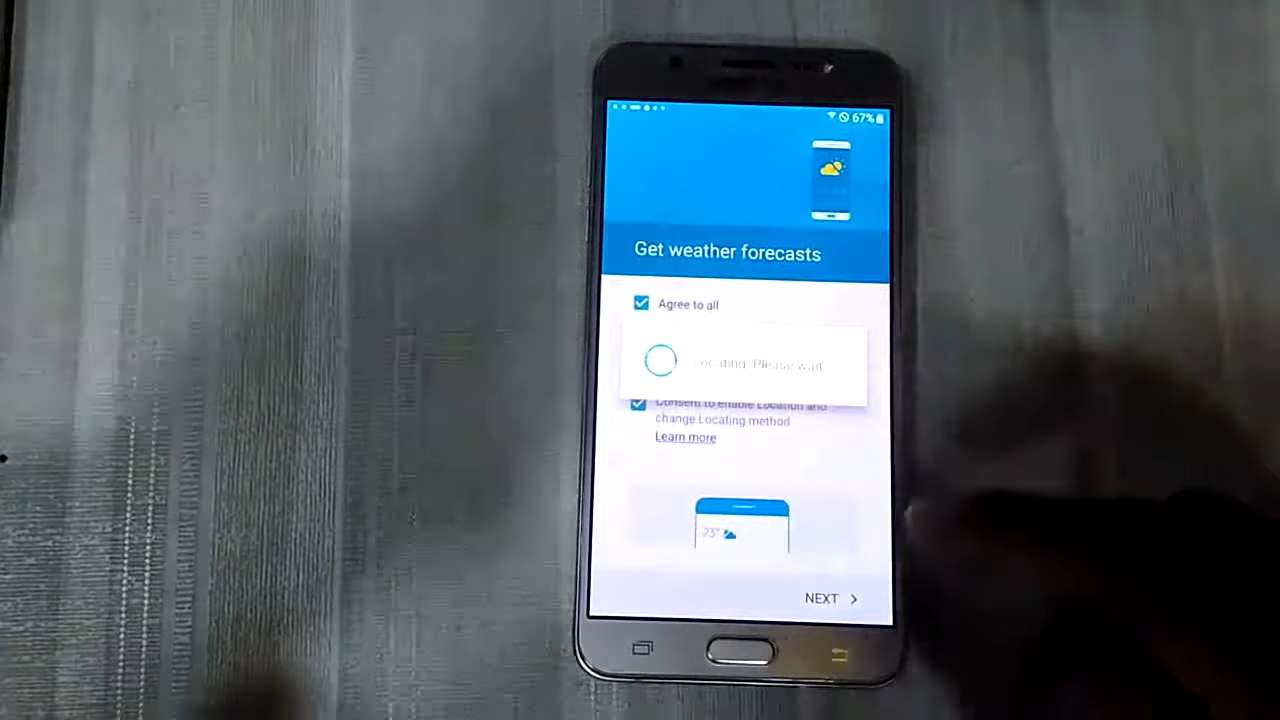 67%
Get weather forecasts
Agree to all
Locating. Please wait
Consent to enable Location and
change Locating method
Learn more
23°
NEXT